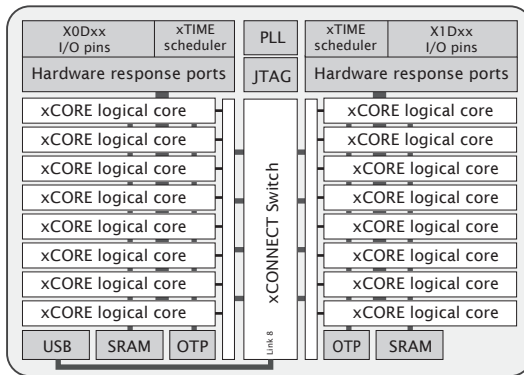 X0Dxx
I/O pins
xTIME
scheduler
PLL
xTIME
scheduler
X1Dxx
I/O pins
Hardware response ports
JTAG
Hardware response ports
xCORE logical core
xCORE logical core
xCORE logical core
xCORE logical core
xCORE logical core
xCORE logical core
xCORE logical core
xCORE logical core
xCONNECT Switch
Link 8
xCORE logical core
xCORE logical core
xCORE logical core
xCORE logical core
xCORE logical core
xCORE logical core
xCORE logical core
xCORE logical core
USB
SRAM
OTP
OTP
SRAM